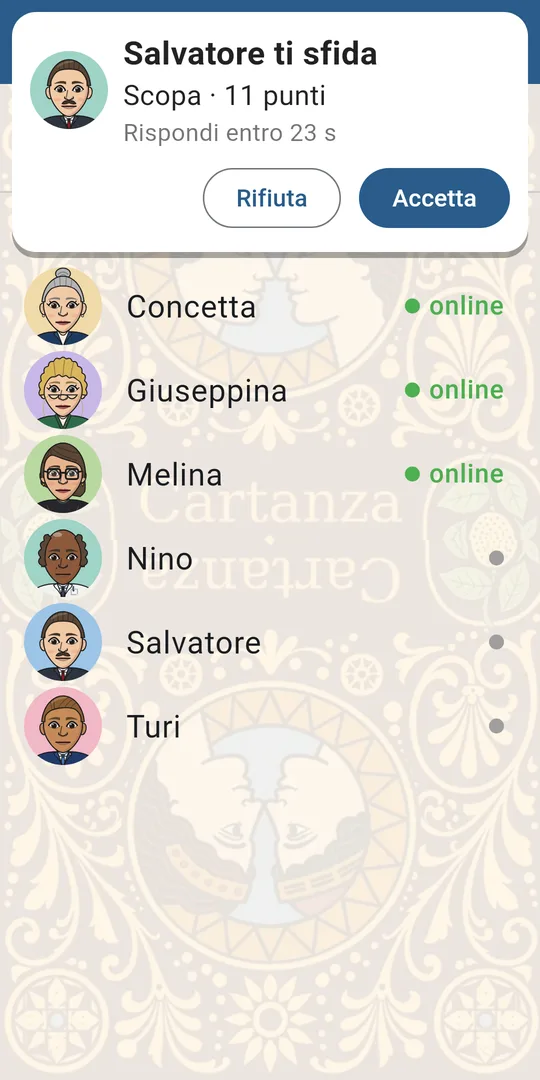 Salvatore ti sfida
Scopa · 11 punti
Rispondi entro 23 s
Rifiuta
Accetta
Concetta
online
Giuseppina
online
Melina
online
Cartanza
Nino
Cartanza
Salvatore
Turi